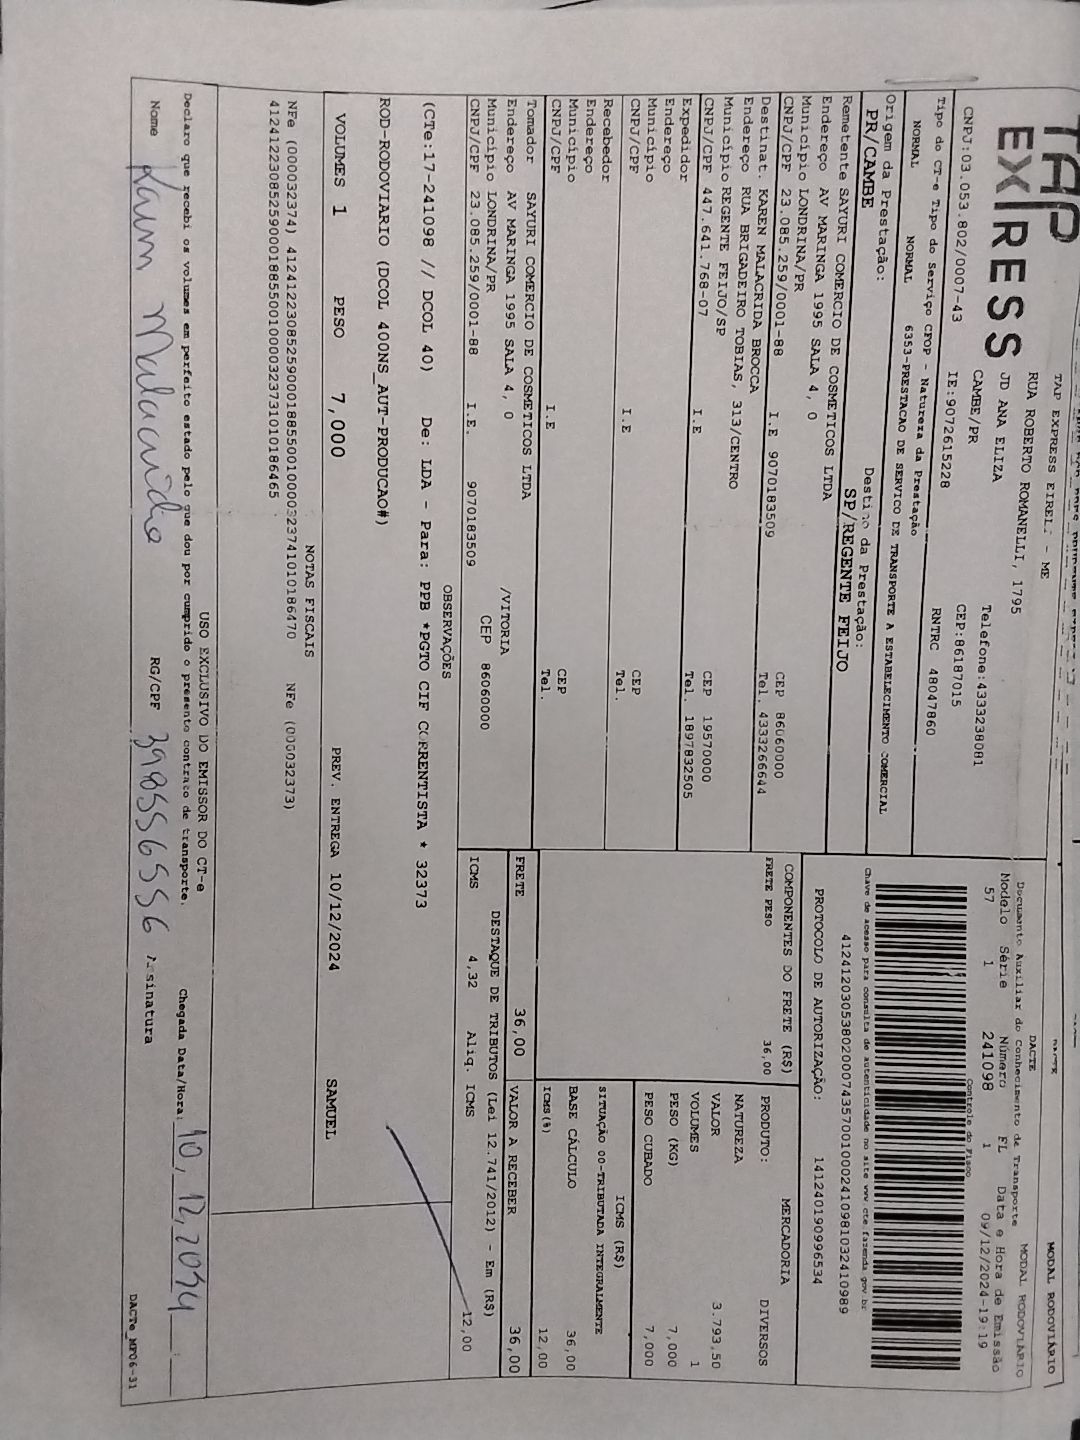 TAP
EXPRESS
TAP EXPRESS EIRELI - ME
RUA ROBERTO ROMANELLI, 1795
JD ANA ELIZA
CAMBE/PR
Telefone:4333238081
CEP:86187015
CNPJ:03.053.802/0007-43 IE:9072615228
RNTRC 48047860
MODAL RODOVIÁRIO
DACTE
Documento Auxiliar do Conhecimento de Transporte
MODAL RODOVIÁRIO
Modelo Série Número FL Data e Hora de Emissão
57 1 241098 1 09/12/2024-19:19
Controle do Fisco
Tipo do CT-e Tipo do Serviço CFOP - Natureza da Prestação
NORMAL NORMAL 6353-PRESTACAO DE SERVICO DE TRANSPORTE A ESTABELECIMENTO COMERCIAL
Chave de acesso para consulta de autenticidade no site www cte.fazenda gov br
41241203053802000743570010002410981032410989
PROTOCOLO DE AUTORIZAÇÃO: 141240190996534
Origem da Prestação: Destino da Prestação:
PR/CAMBE SP/REGENTE FEIJO
Remetente SAYURI COMERCIO DE COSMETICOS LTDA
Endereço AV MARINGA 1995 SALA 4, 0
Município LONDRINA/PR CEP 86060000
CNPJ/CPF 23.085.259/0001-88 I.E 9070183509 Tel. 4333266644
Destinat. KAREN MALACRIDA BROCCA
Endereço RUA BRIGADEIRO TOBIAS, 313/CENTRO
Município REGENTE FEIJO/SP CEP 19570000
CNPJ/CPF 447.641.768-07 I.E Tel. 1897832505
Expedidor
Endereço
Município CEP
CNPJ/CPF I.E Tel.
Recebedor
Endereço
Município CEP
CNPJ/CPF I.E Tel.
Tomador SAYURI COMERCIO DE COSMETICOS LTDA
Endereço AV MARINGA 1995 SALA 4, 0 /VITORIA
Município LONDRINA/PR CEP 86060000
CNPJ/CPF 23.085.259/0001-88 I.E. 9070183509
COMPONENTES DO FRETE (R$)
FRETE PESO 36,00
MERCADORIA
PRODUTO: DIVERSOS
NATUREZA
VALOR 3.793,50
VOLUMES 1
PESO (KG) 7,000
PESO CUBADO 7,000
ICMS (R$)
SITUAÇÃO 00-TRIBUTADA INTEGRALMENTE
BASE CÁLCULO 36,00
ICMS(%) 12,00
FRETE 36,00 VALOR A RECEBER 36,00
DESTAQUE DE TRIBUTOS (Lei 12.741/2012) - Em (R$)
ICMS 4,32 Aliq. ICMS 12,00
OBSERVAÇÕES
(CTe:17-241098 // DCOL 40) De: LDA - Para: PPB *PGTO CIF CORRENTISTA * 32373
ROD-RODOVIARIO (DCOL 400NS_AUT-PRODUCAO#)
VOLUMES 1 PESO 7,000 PREV. ENTREGA 10/12/2024 SAMUEL
NOTAS FISCAIS
NFe (000032374) 41241223085259000188550010000323741010186470 NFe (000032373)
41241223085259000188550010000323731010186465
USO EXCLUSIVO DO EMISSOR DO CT-e
Declaro que recebi os volumes em perfeito estado pelo que dou por cumprido o presente contrato de transporte. Chegada Data/Hora: 10, 12, 2024
Nome Karen Malacrida RG/CPF 398556556 Assinatura
DACTe_MP06-31